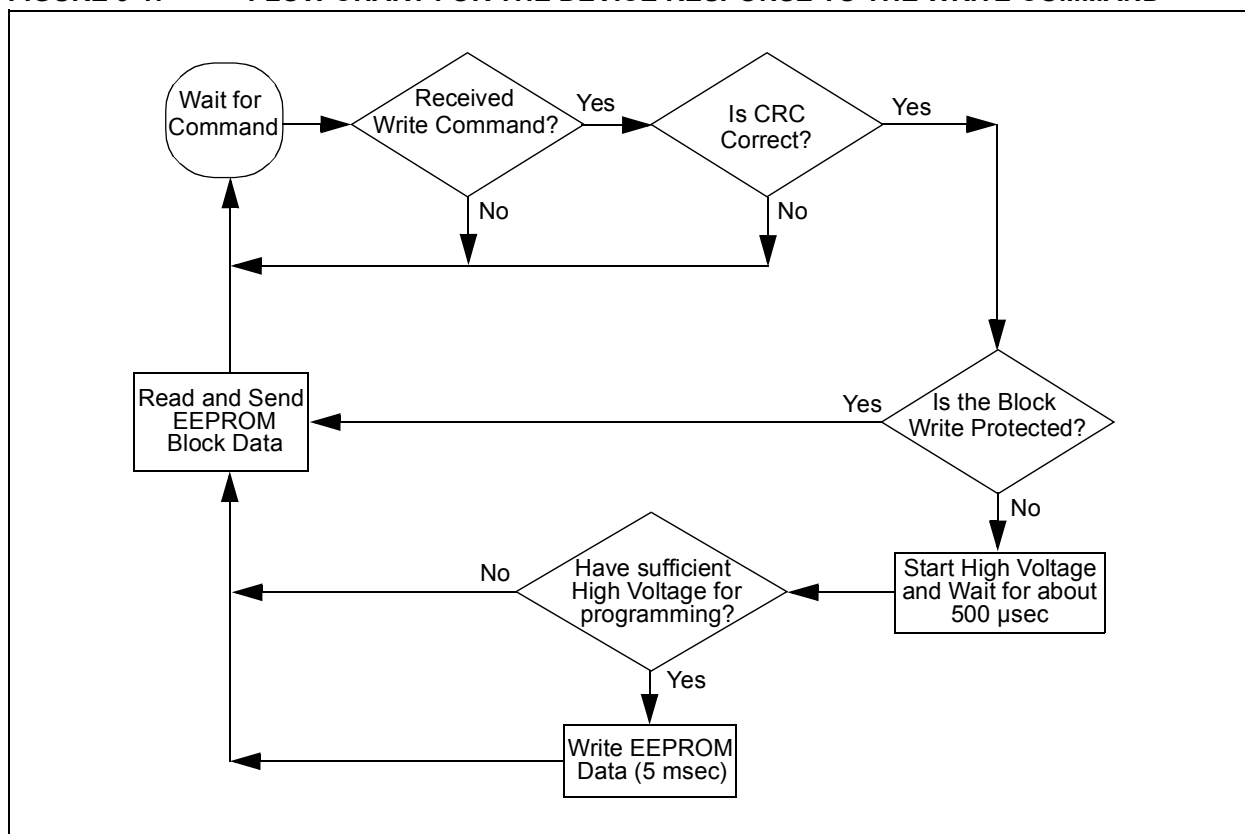 Wait for
Command
Received
Write Command?
Yes
Is CRC
Correct?
Yes
No
No
Read and Send
EEPROM
Block Data
Yes
Is the Block
Write Protected?
No
Have sufficient
High Voltage for
programming?
No
Start High Voltage
and Wait for about
500 µsec
Yes
Write EEPROM
Data (5 msec)